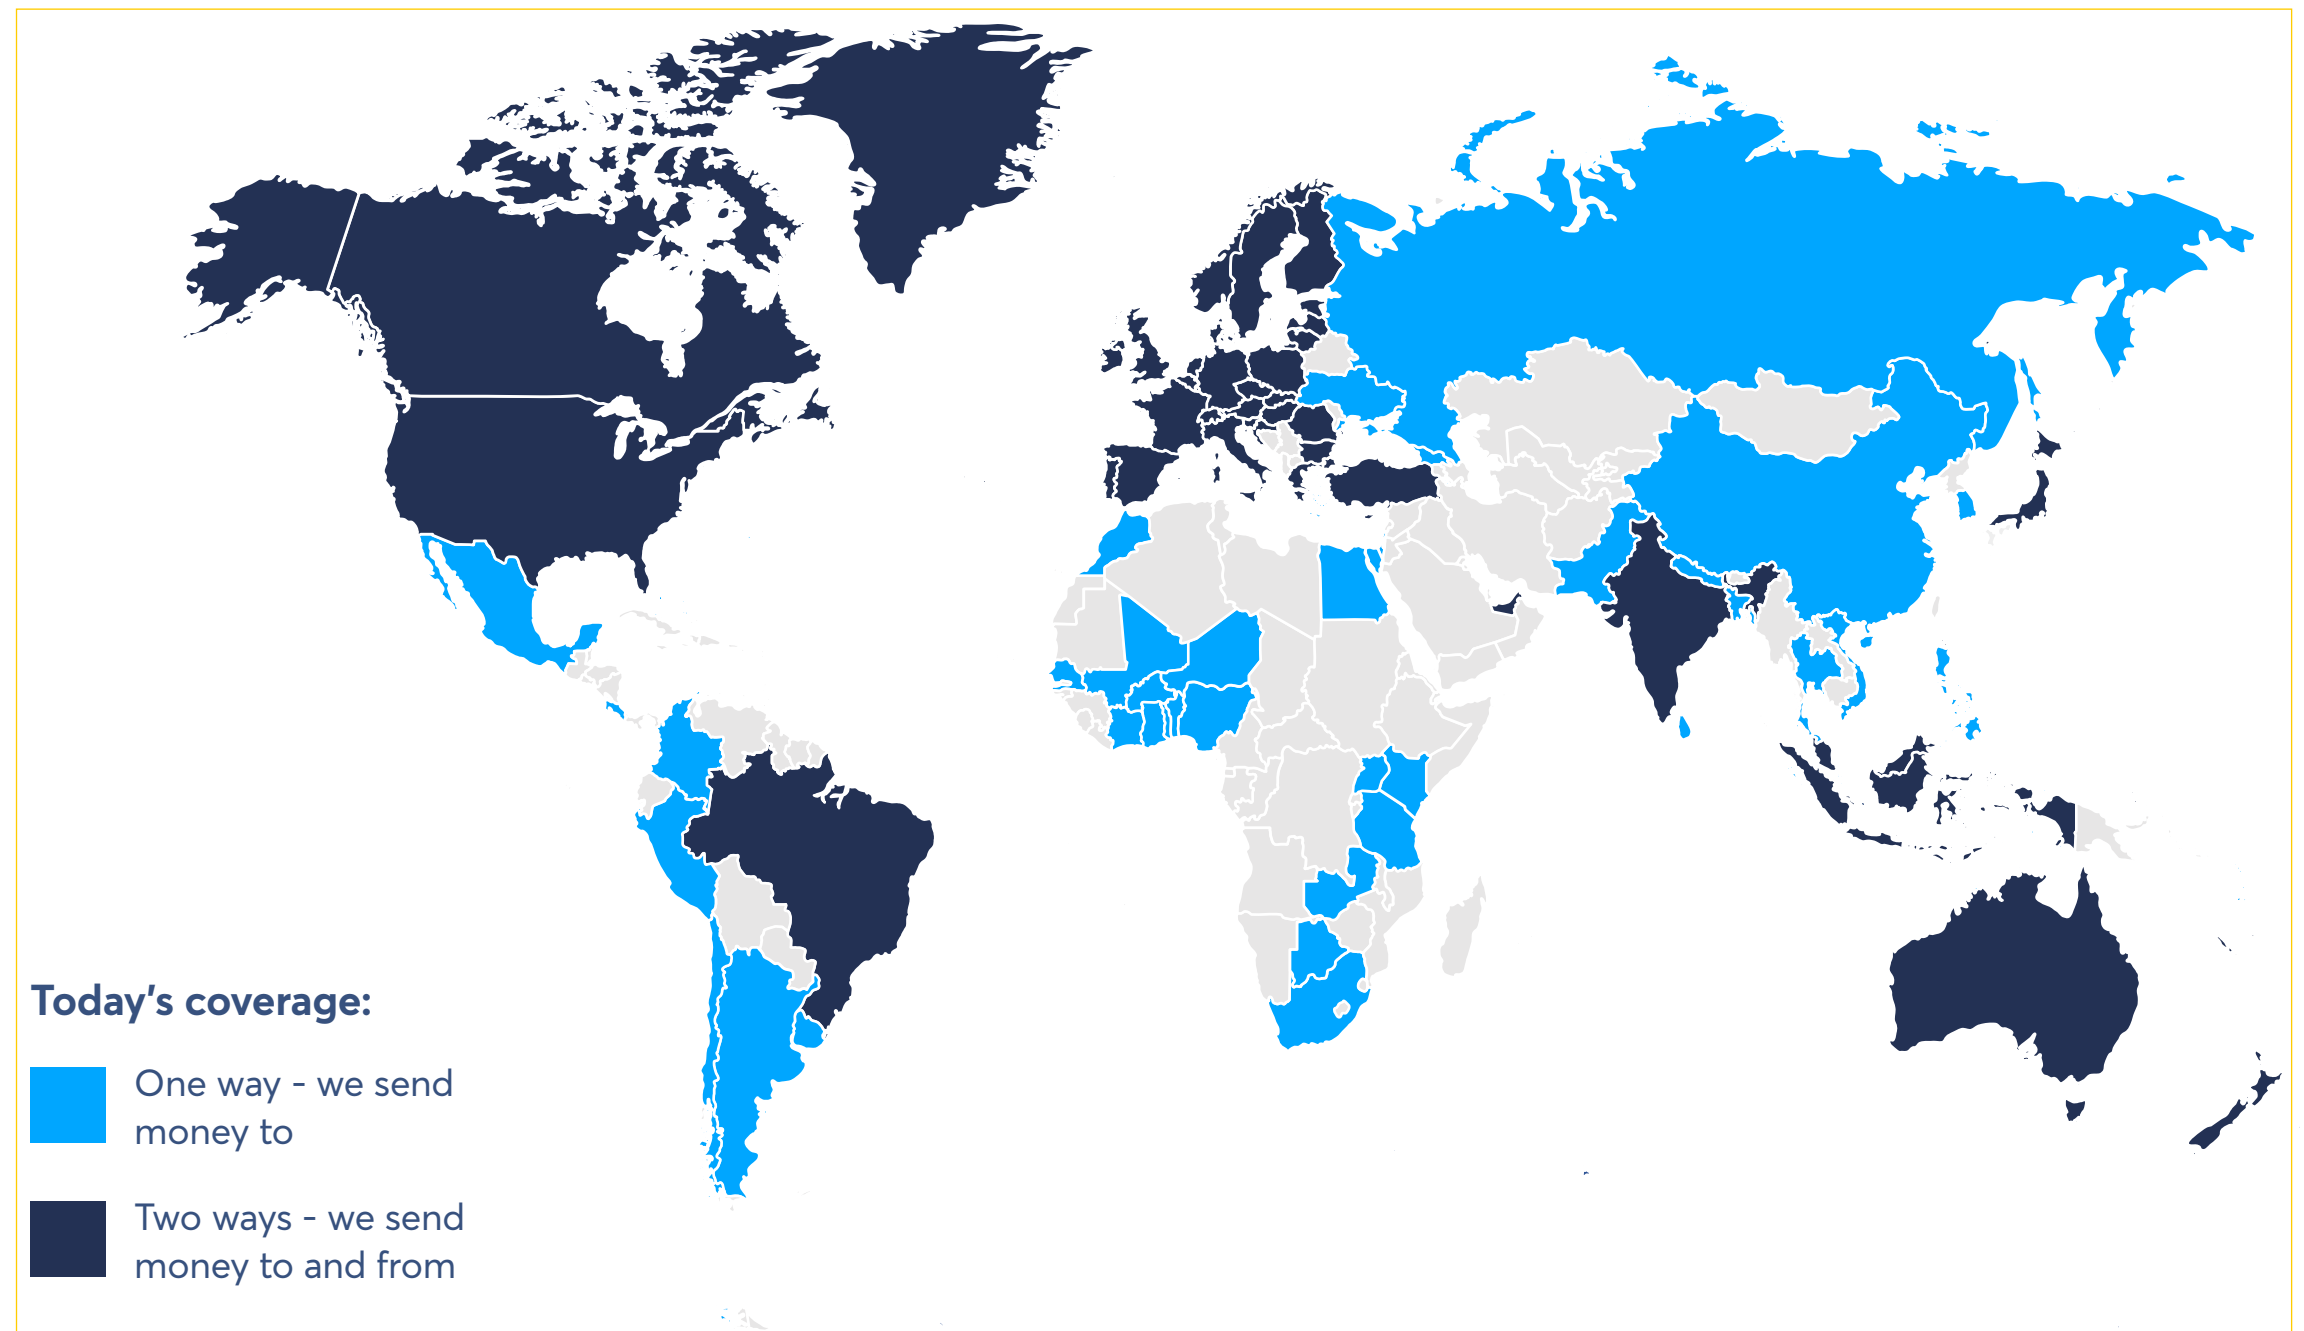 Today's coverage:
One way - we send
money to
Two ways - we send
money to and from